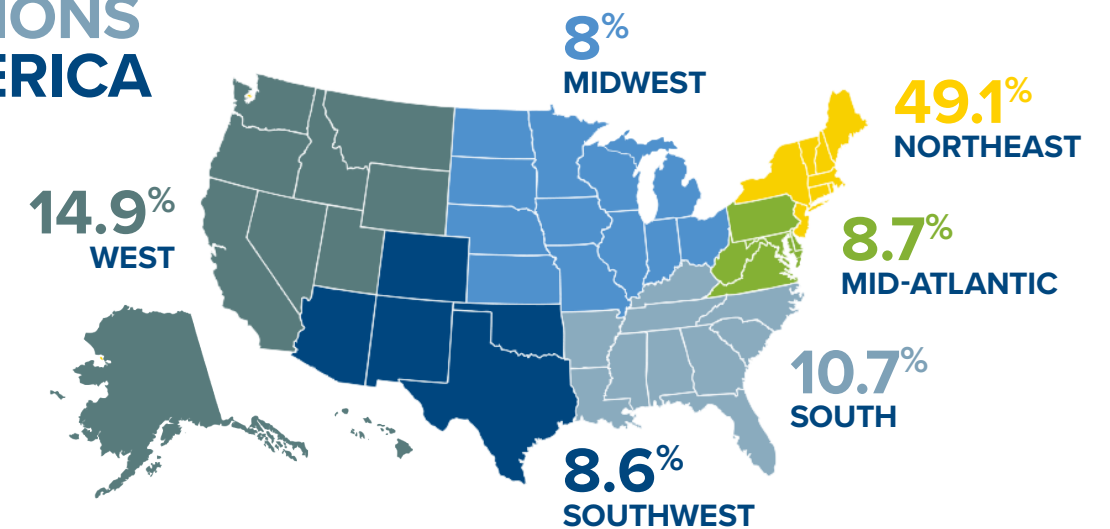 IONS
ERICA
8%
MIDWEST
49.1%
NORTHEAST
14.9%
WEST
8.7%
MID-ATLANTIC
10.7%
SOUTH
8.6%
SOUTHWEST